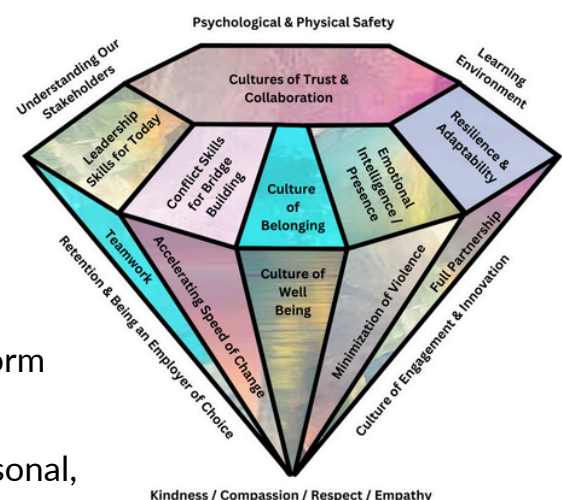 Psychological & Physical Safety
Understanding Our
Stakeholders
Learning
Environment
Cultures of Trust &
Collaboration
Leadership
Skills for Today
Conflict Skills
for Bridge
Building
Culture
of
Belonging
Emotional
Intelligence /
Presence
Resilience &
Adaptability
Teamwork
Accelerating Speed of Change
Culture of
Well
Being
Minimization of Violence
Full Partnership
Retention & Being an Employer of Choice
Culture of Engagement & Innovation
orm
sonal,
Kindness / Compassion / Respect / Empathy